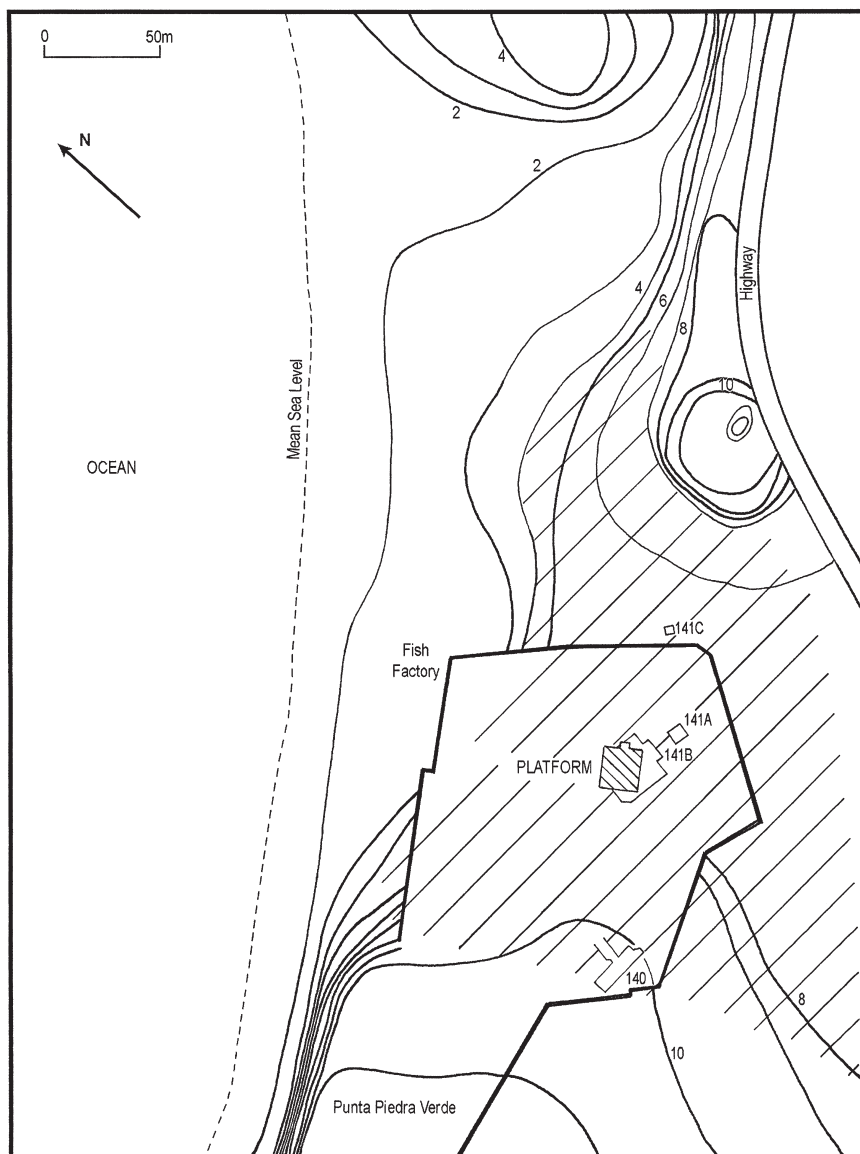 0 50m
4
N
2
2
Highway
4
6
8
10
Mean Sea Level
OCEAN
141C
Fish
Factory
141A
PLATFORM
141B
140
8
10
Punta Piedra Verde